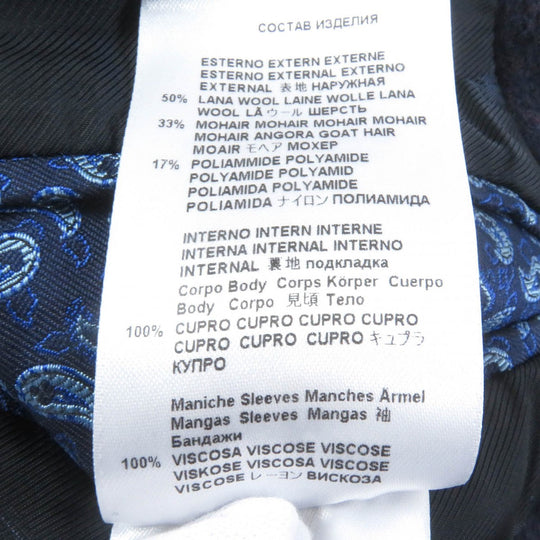 СОСТАВ ИЗДЕЛИЯ
ESTERNO EXTERN EXTERNE
ESTERNO EXTERNAL EXTERNO
EXTERNAL 表地 НАРУЖНАЯ
50% LANA WOOL LAINE WOLLE LANA
WOOL LÃ ウール ШЕРСТЬ
33% MOHAIR MOHAIR MOHAIR MOHAIR
MOHAIR ANGORA GOAT HAIR
MOAIR モヘア МОХЕР
17% POLIAMMIDE POLYAMIDE
POLYAMIDE POLYAMID
POLIAMIDA POLYAMIDE
POLIAMIDA ナイロン ПОЛИАМИДА
INTERNO INTERN INTERNE
INTERNA INTERNAL INTERNO
INTERNAL 裏地 подкладка
Corpo Body Corps Körper Cuerpo
Body Corpo 見頃 Тело
100% CUPRO CUPRO CUPRO CUPRO
CUPRO CUPRO CUPRO キュプラ
КУПРО
Maniche Sleeves Manches Ärmel
Mangas Sleeves Mangas 袖
Бандажи
100% VISCOSA VISCOSE VISCOSE
VISKOSE VISCOSA VISCOSE
VISCOSE レーヨン ВИСКОЗА